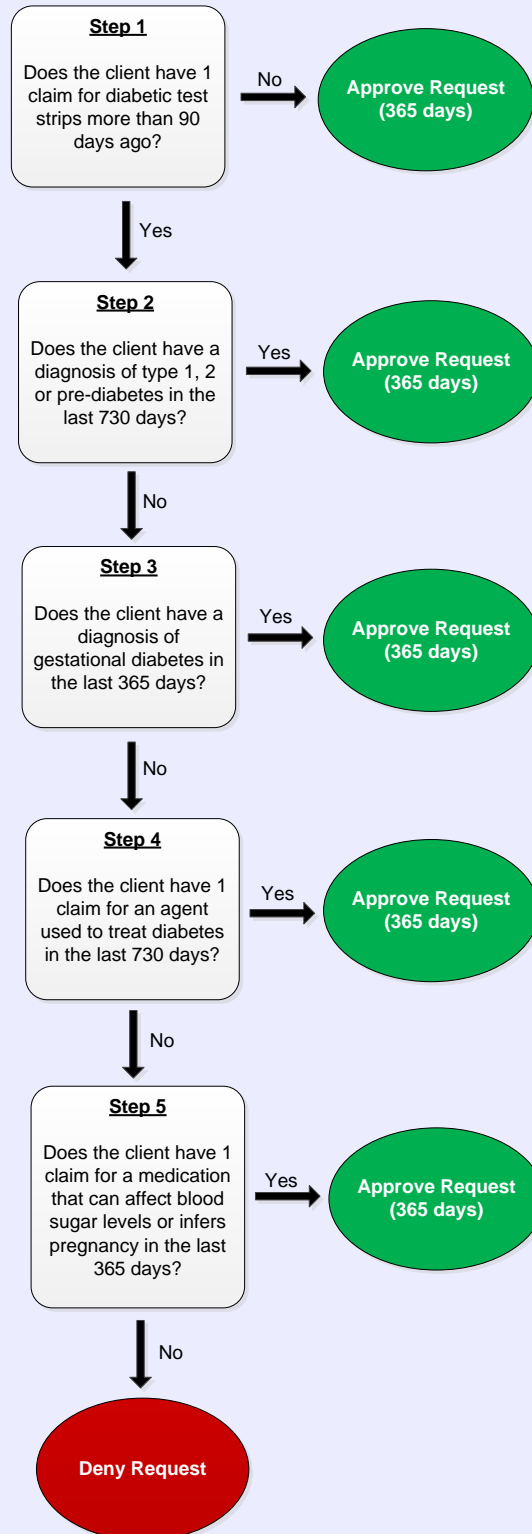 Step 1
Does the client have 1
claim for diabetic test
strips more than 90
days ago?
No
Approve Request
(365 days)
Yes
Step 2
Does the client have a
diagnosis of type 1, 2
or pre-diabetes in the
last 730 days?
Yes
Approve Request
(365 days)
No
Step 3
Does the client have a
diagnosis of
gestational diabetes in
the last 365 days?
Yes
Approve Request
(365 days)
No
Step 4
Does the client have 1
claim for an agent
used to treat diabetes
in the last 730 days?
Yes
Approve Request
(365 days)
No
Step 5
Does the client have 1
claim for a medication
that can affect blood
sugar levels or infers
pregnancy in the last
365 days?
Yes
Approve Request
(365 days)
No
Deny Request